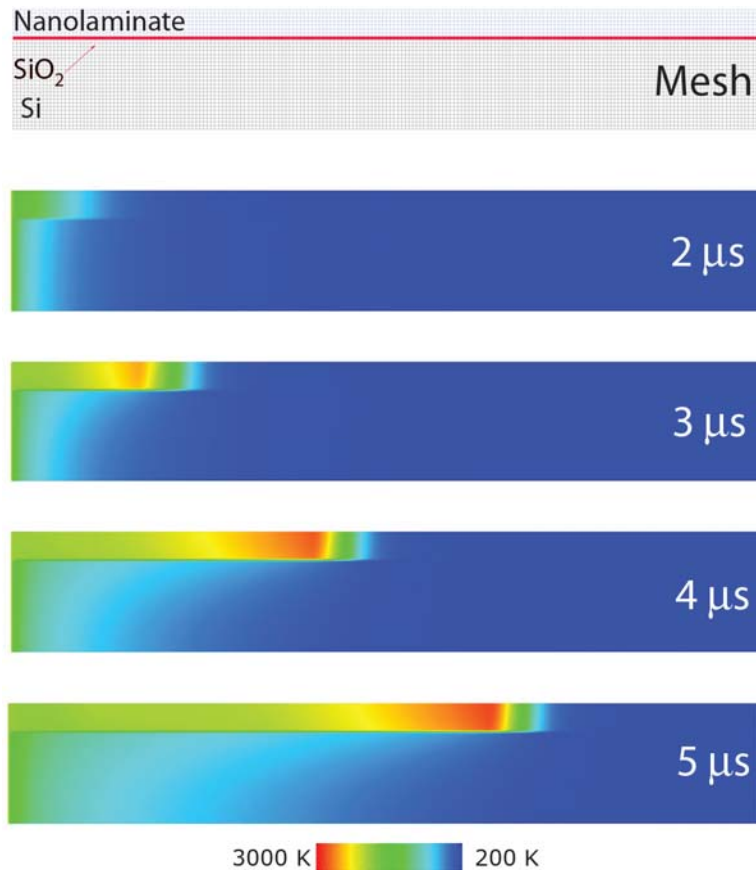 Nanolaminate
SiO₂
Si
Mesh
2 μs
3 μs
4 μs
5 μs
3000 K 200 K